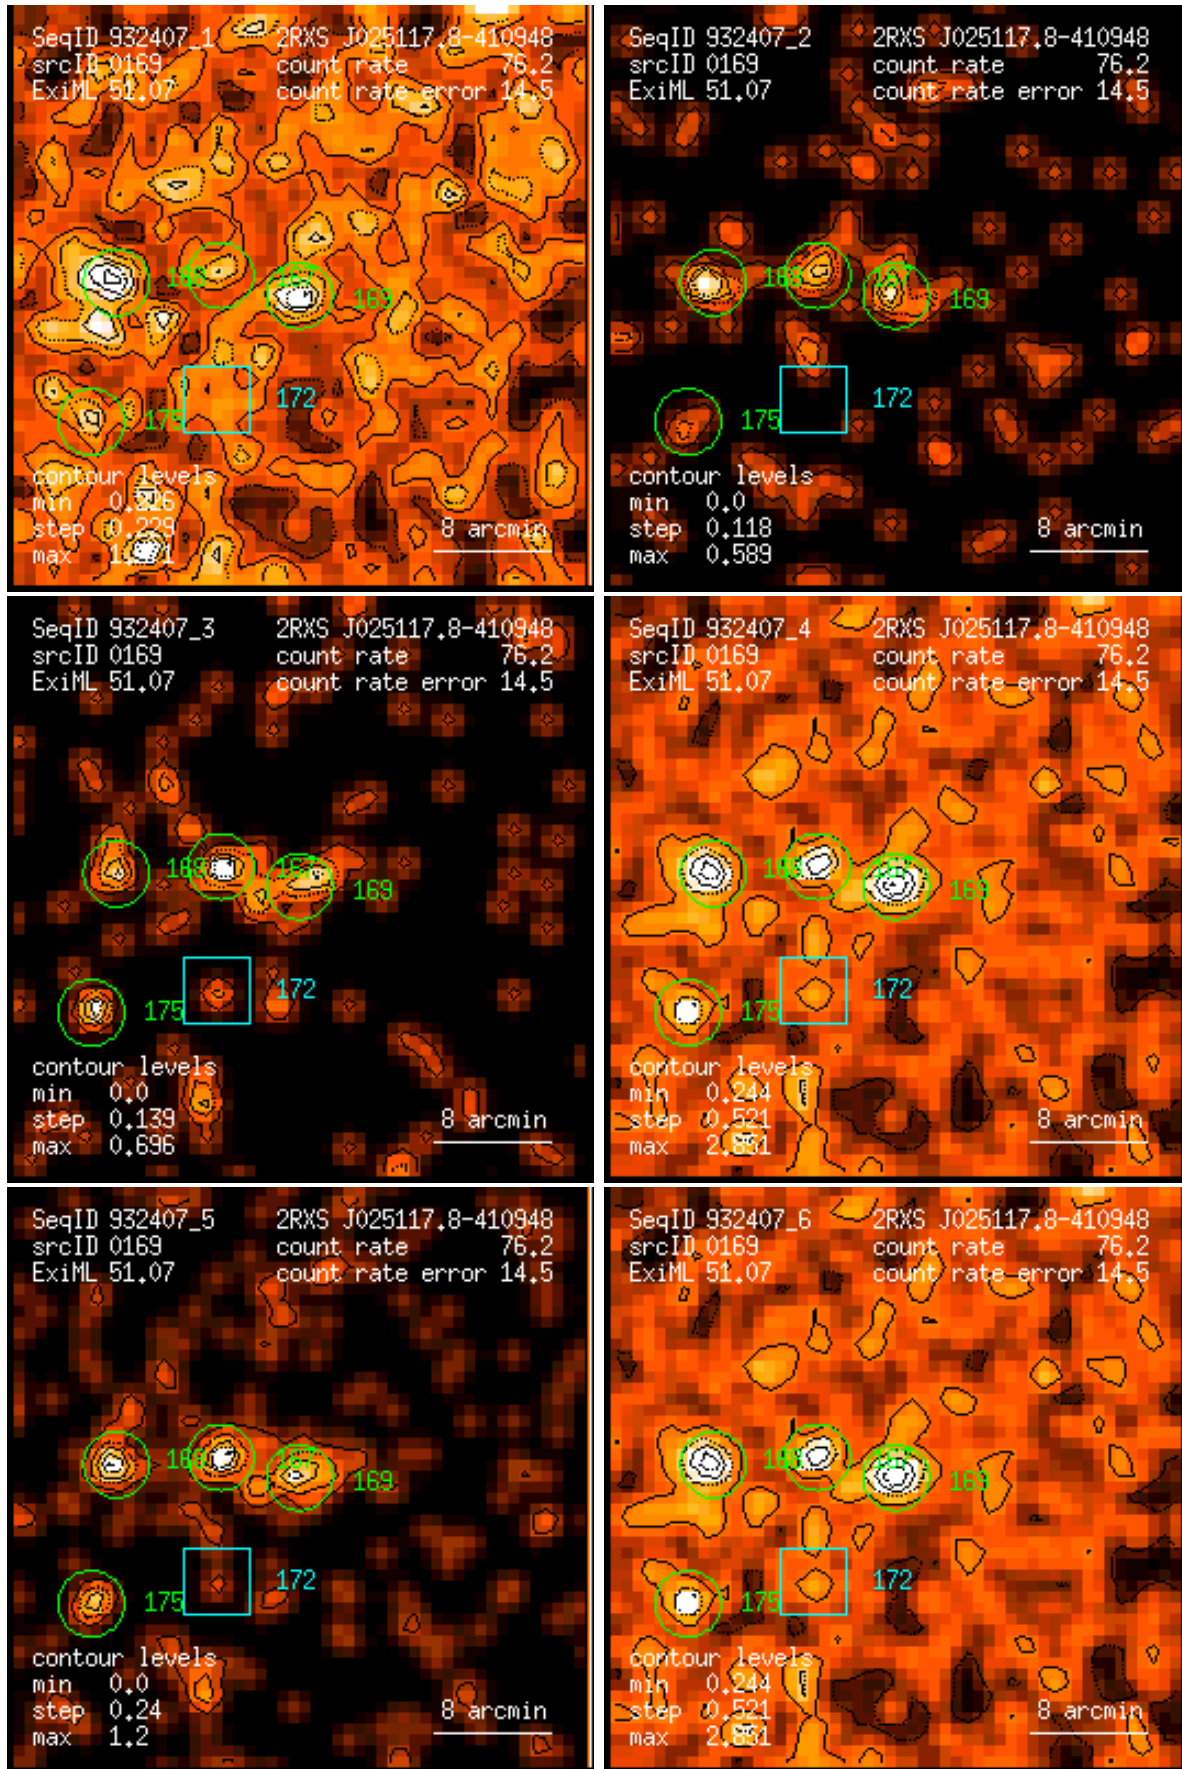 SeqID 932407_1 2RXS J025117.8-410948
srcID 0169 count rate 76.2
ExiML 51.07 count rate error 14.5
167
169
172
175
contour levels
min
step 0.229
max
8 arcmin
SeqID 932407_2 2RXS J025117.8-410948
srcID 0169 count rate 76.2
ExiML 51.07 count rate error 14.5
167
169
172
175
contour levels
min 0.0
step 0.118
max 0.589
8 arcmin
SeqID 932407_3 2RXS J025117.8-410948
srcID 0169 count rate 76.2
ExiML 51.07 count rate error 14.5
167
169
172
175
contour levels
min 0.0
step 0.139
max 0.696
8 arcmin
SeqID 932407_4 2RXS J025117.8-410948
srcID 0169 count rate 76.2
ExiML 51.07 count rate error 14.5
167
169
172
175
contour levels
min 0.244
step 0.521
max 2.851
8 arcmin
SeqID 932407_5 2RXS J025117.8-410948
srcID 0169 count rate 76.2
ExiML 51.07 count rate error 14.5
167
169
172
175
contour levels
min 0.0
step 0.24
max 1.2
8 arcmin
SeqID 932407_6 2RXS J025117.8-410948
srcID 0169 count rate 76.2
ExiML 51.07 count rate error 14.5
167
169
172
175
contour levels
min 0.244
step 0.521
max 2.851
8 arcmin